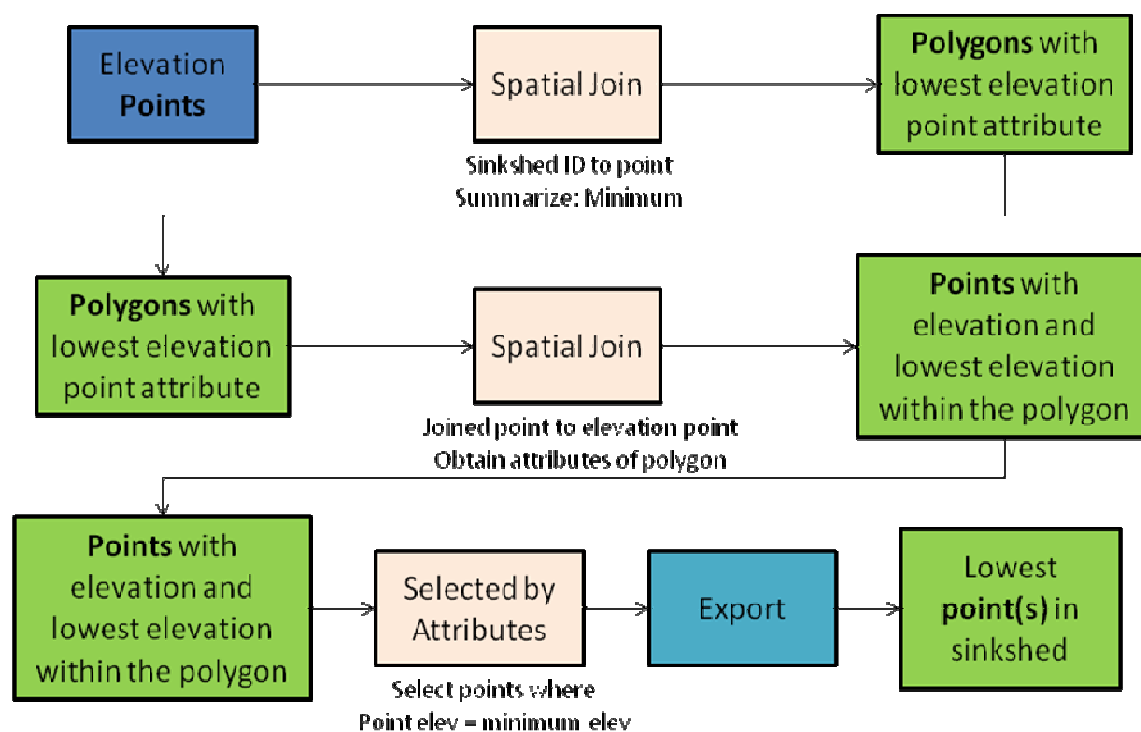 Elevation
Points
Spatial Join
Polygons with
lowest elevation
point attribute
Sinkshed ID to point
Summarize: Minimum
Polygons with
lowest elevation
point attribute
Spatial Join
Points with
elevation and
lowest elevation
within the polygon
Joined point to elevation point
Obtain attributes of polygon
Points with
elevation and
lowest elevation
within the polygon
Selected by
Attributes
Export
Lowest
point(s) in
sinkshed
Select points where
Point elev = minimum elev